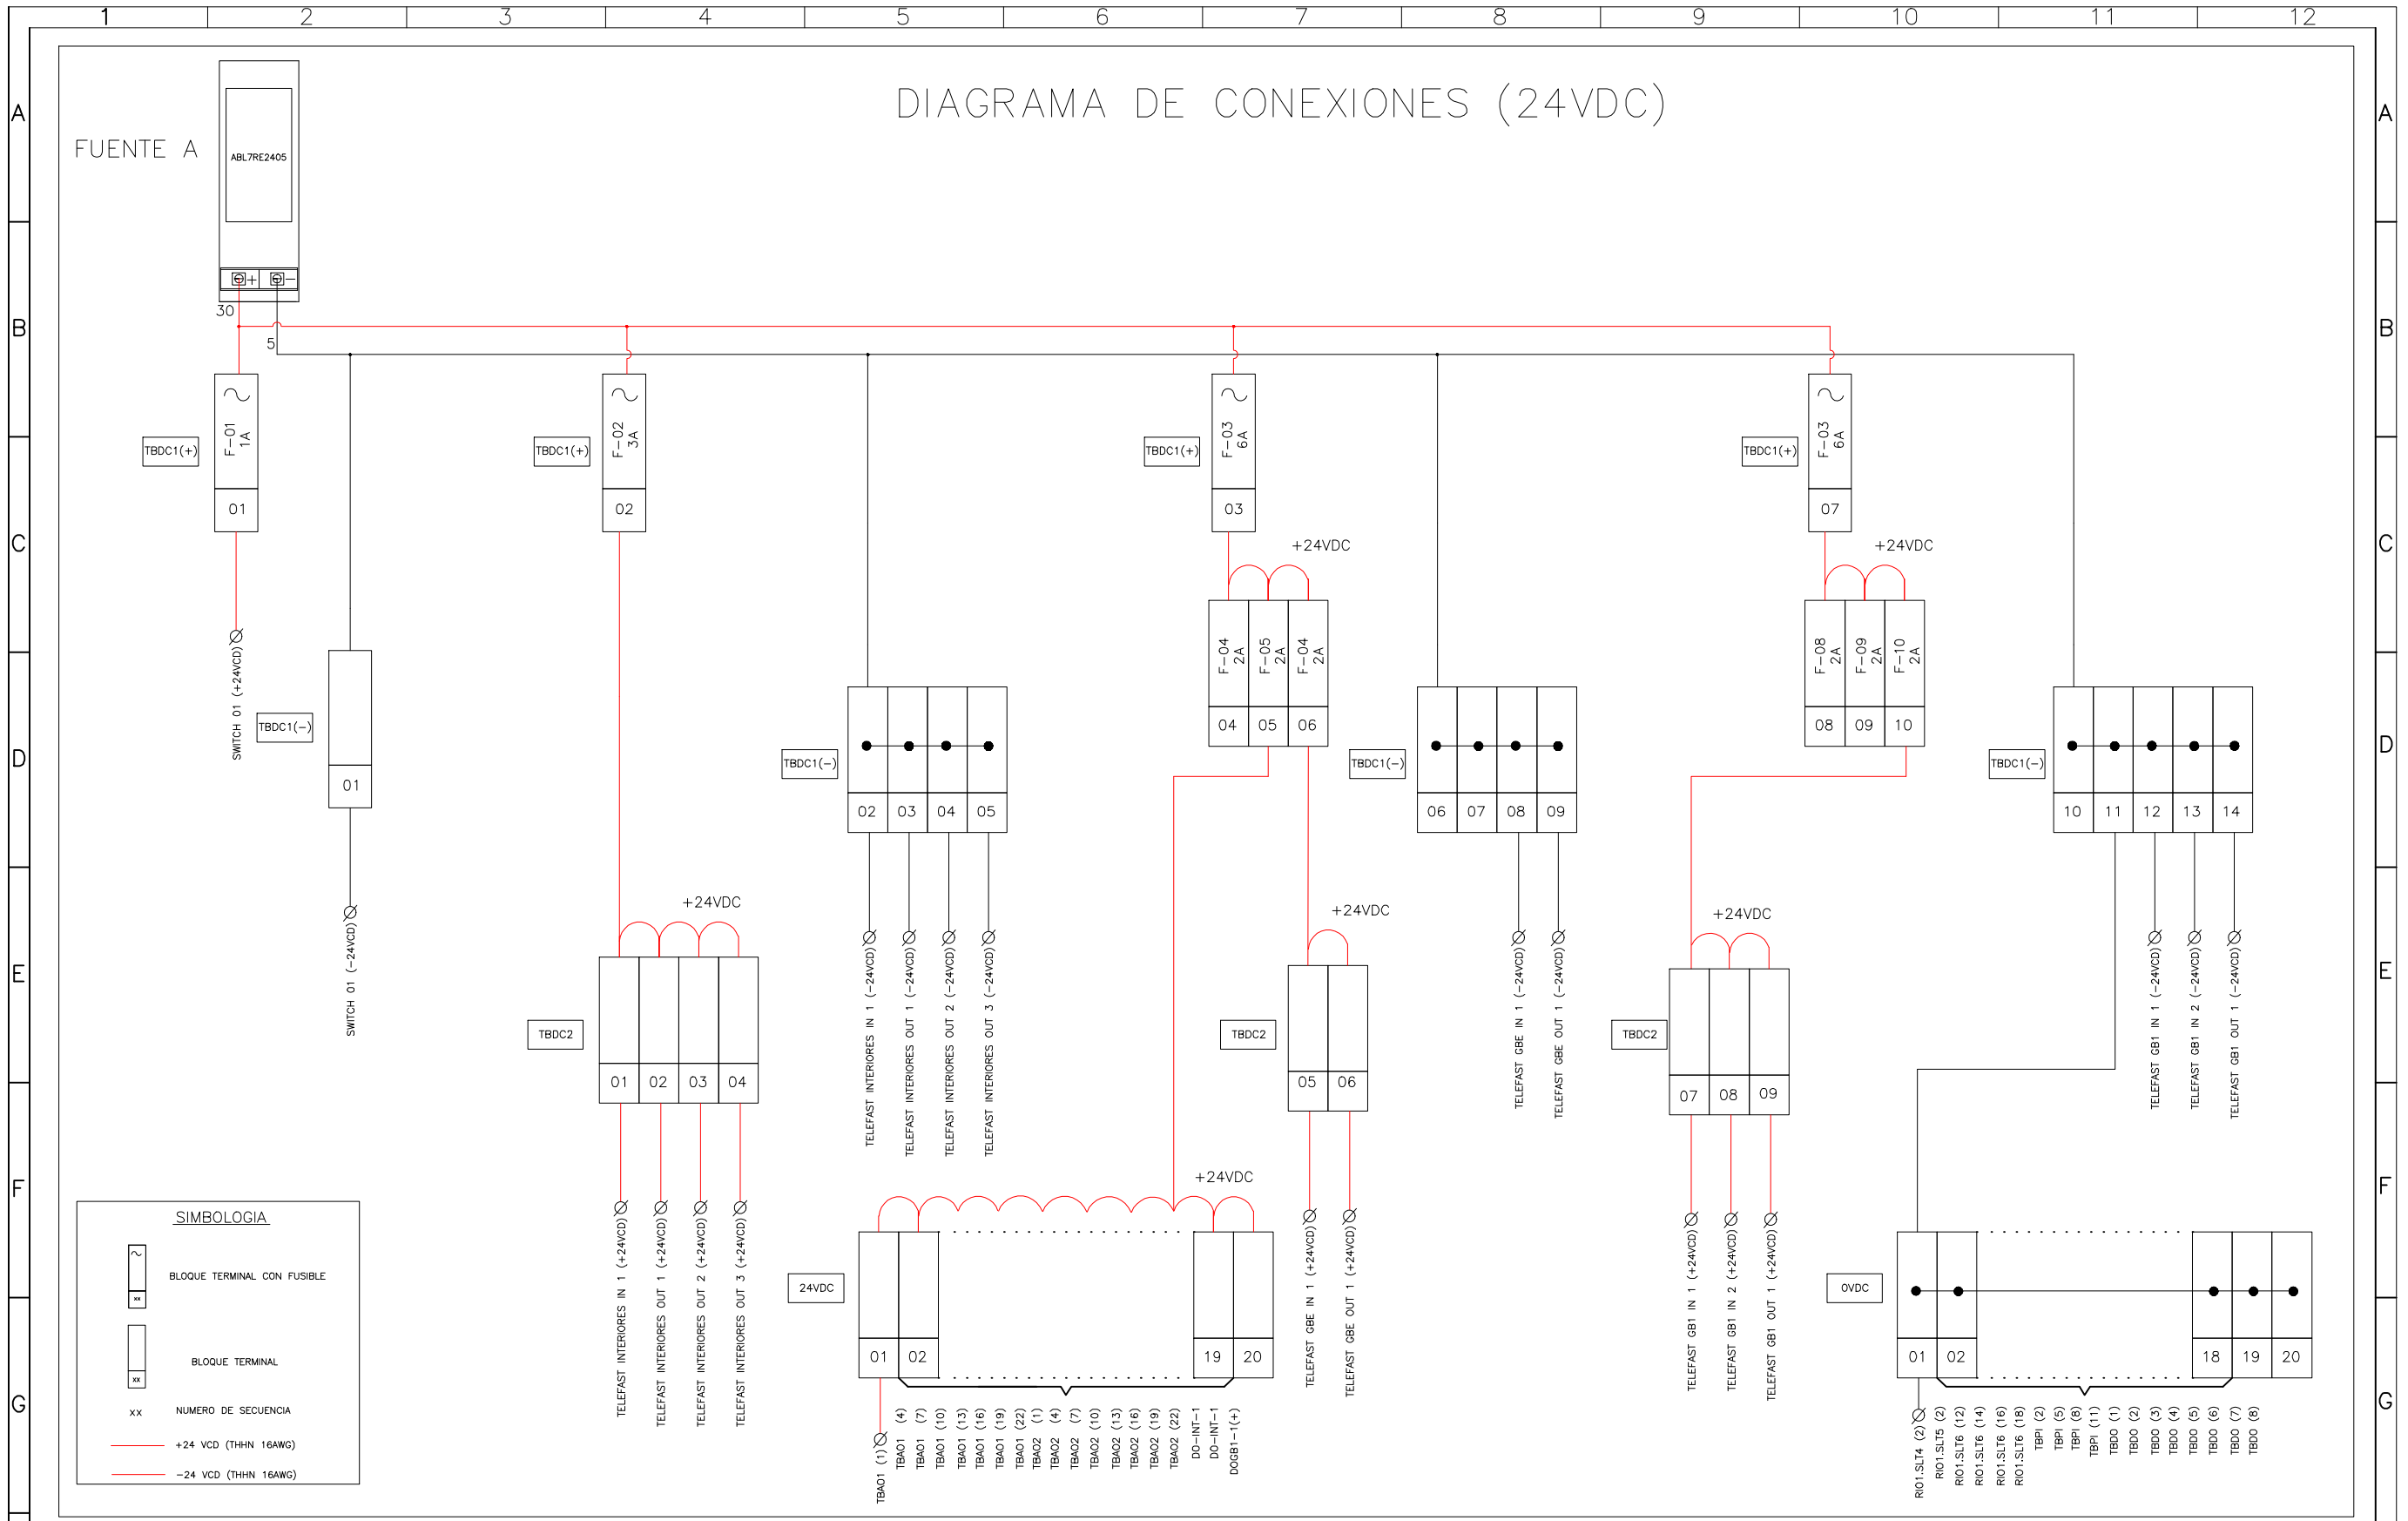 1 2 3 4 5 6 7 8 9 10 11 12
A
A
DIAGRAMA DE CONEXIONES (24VDC)
FUENTE A
ABL7RE2405
+ −
30
B
B
5
F-01
1A
TBDC1(+)
01
F-02
3A
TBDC1(+)
02
F-03
6A
TBDC1(+)
03
F-03
6A
TBDC1(+)
07
C
C
+24VDC
+24VDC
SWITCH 01 (+24VCD)
TBDC1(−)
01
SWITCH 01 (−24VCD)
F-04
2A
F-05
2A
F-04
2A
04 05 06
F-08
2A
F-09
2A
F-10
2A
08 09 10
D
D
TBDC1(−)
02 03 04 05
TBDC1(−)
06 07 08 09
TBDC1(−)
10 11 12 13 14
TELEFAST INTERIORES IN 1 (−24VCD)
TELEFAST INTERIORES OUT 1 (−24VCD)
TELEFAST INTERIORES OUT 2 (−24VCD)
TELEFAST INTERIORES OUT 3 (−24VCD)
TELEFAST GBE IN 1 (−24VCD)
TELEFAST GBE OUT 1 (−24VCD)
TELEFAST GB1 IN 1 (−24VCD)
TELEFAST GB1 IN 2 (−24VCD)
TELEFAST GB1 OUT 1 (−24VCD)
E
E
+24VDC
TBDC2
01 02 03 04
+24VDC
TBDC2
05 06
+24VDC
TBDC2
07 08 09
F
F
TELEFAST INTERIORES IN 1 (+24VCD)
TELEFAST INTERIORES OUT 1 (+24VCD)
TELEFAST INTERIORES OUT 2 (+24VCD)
TELEFAST INTERIORES OUT 3 (+24VCD)
TELEFAST GBE IN 1 (+24VCD)
TELEFAST GBE OUT 1 (+24VCD)
TELEFAST GB1 IN 1 (+24VCD)
TELEFAST GB1 IN 2 (+24VCD)
TELEFAST GB1 OUT 1 (+24VCD)
+24VDC
24VDC
01 02 19 20
0VDC
01 02 18 19 20
G
G
TBAO1 (1)
TBAO1 (4)
TBAO1 (7)
TBAO1 (10)
TBAO1 (13)
TBAO1 (16)
TBAO1 (19)
TBAO1 (22)
TBAO2 (1)
TBAO2 (4)
TBAO2 (7)
TBAO2 (10)
TBAO2 (13)
TBAO2 (16)
TBAO2 (19)
TBAO2 (22)
DO-INT-1
DO-INT-1
DOGB1-1(+)
RIO1.SLT4 (2)
RIO1.SLT5 (2)
RIO1.SLT6 (12)
RIO1.SLT6 (14)
RIO1.SLT6 (16)
RIO1.SLT6 (18)
TBPI (2)
TBPI (5)
TBPI (8)
TBPI (11)
TBDO (1)
TBDO (2)
TBDO (3)
TBDO (4)
TBDO (5)
TBDO (6)
TBDO (7)
TBDO (8)
SIMBOLOGIA
xx
BLOQUE TERMINAL CON FUSIBLE
xx
BLOQUE TERMINAL
xx NUMERO DE SECUENCIA
+24 VCD (THHN 16AWG)
−24 VCD (THHN 16AWG)